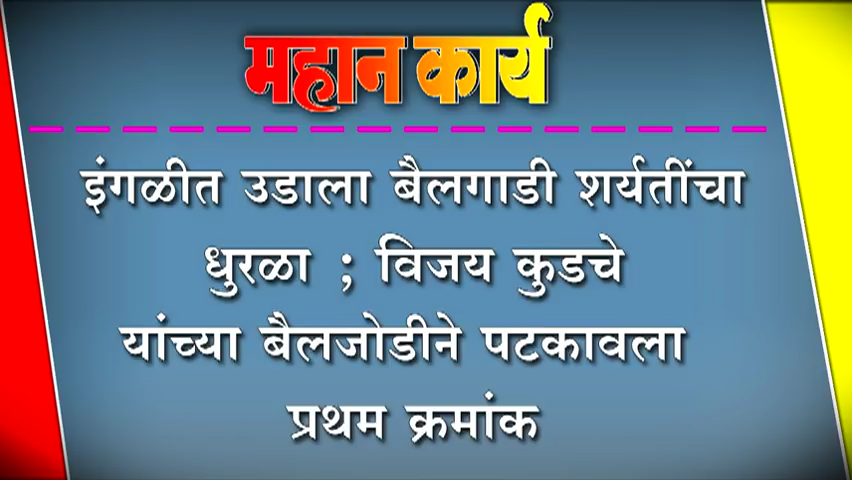 महान कार्य
इंगळीत उडाला बैलगाडी शर्यतींचा
धुरळा ; विजय कुडचे
यांच्या बैलजोडीने पटकावला
प्रथम क्रमांक